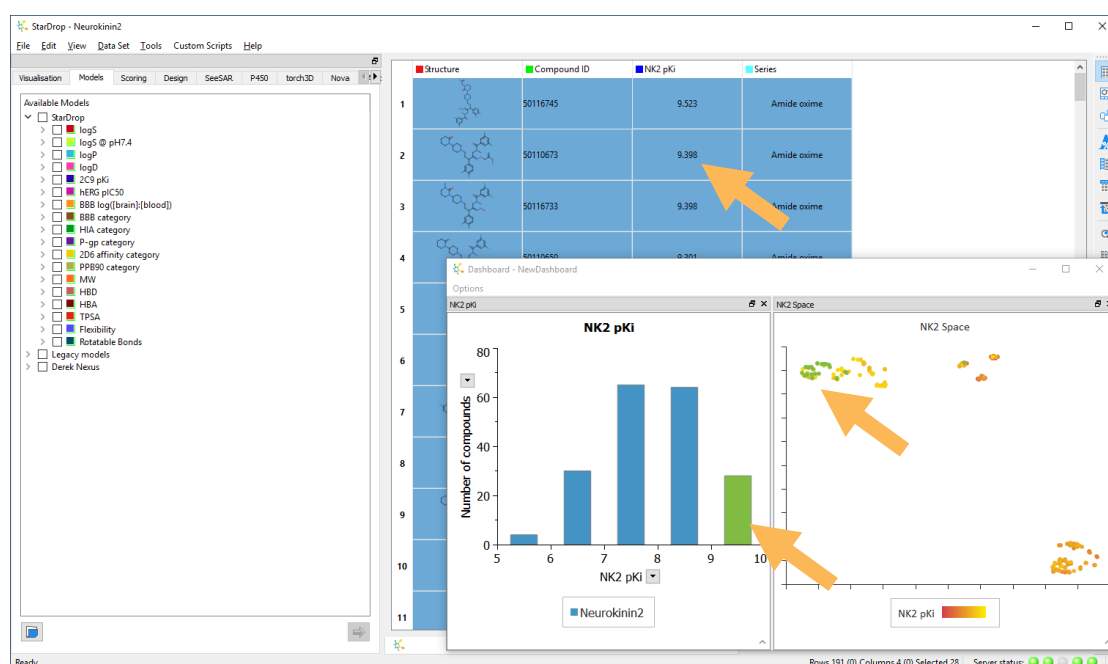 StarDrop - Neurokinin2
File Edit View Data Set Tools Custom Scripts Help
Visualisation Models Scoring Design SeeSAR P450 torch3D Nova
Available Models
StarDrop
logS
logS @ pH7.4
logP
logD
2C9 pKi
hERG pIC50
BBB log([brain]:[blood])
BBB category
HIA category
P-gp category
2D6 affinity category
PPB90 category
MW
HBD
HBA
TPSA
Flexibility
Rotatable Bonds
Legacy models
Derek Nexus
Structure Compound ID NK2 pKi Series
1 50116745 9.523 Amide oxime
2 50110673 9.398 Amide oxime
3 50116733 9.398 Amide oxime
4 50110650 9.301 Amide oxime
5
6
7
8
9
10
11
Dashboard - NewDashboard
Options
NK2 pKi
NK2 pKi
80
60
40
20
0
Number of compounds
5 6 7 8 9 10
NK2 pKi
Neurokinin2
NK2 Space
NK2 Space
NK2 pKi
Ready
Rows 191 (0) Columns 4 (0) Selected 28 Server status: